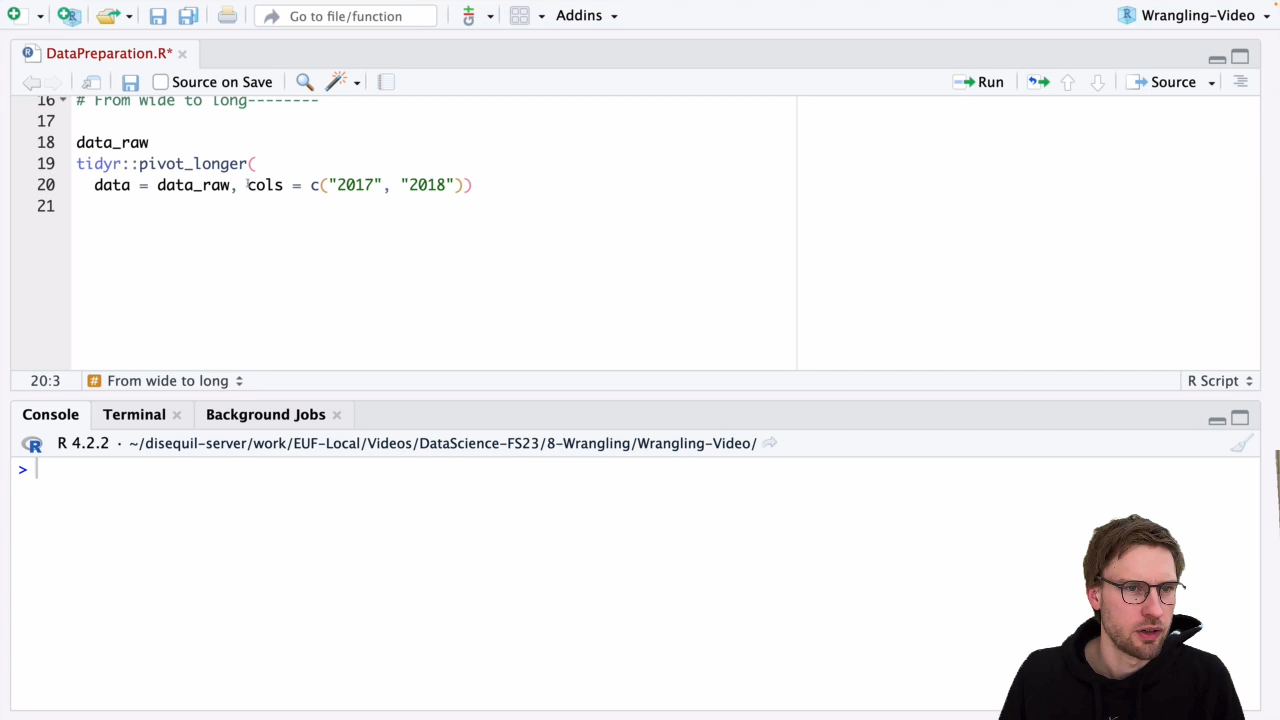 Go to file/function
Addins
Wrangling-Video
DataPreparation.R*
Source on Save
Run
Source
16 # From wide to long--------
17
18 data_raw
19 tidyr::pivot_longer(
20 data = data_raw, cols = c("2017", "2018"))
21
20:3 # From wide to long
R Script
Console Terminal Background Jobs
R 4.2.2 · ~/disequil-server/work/EUF-Local/Videos/DataScience-FS23/8-Wrangling/Wrangling-Video/
>